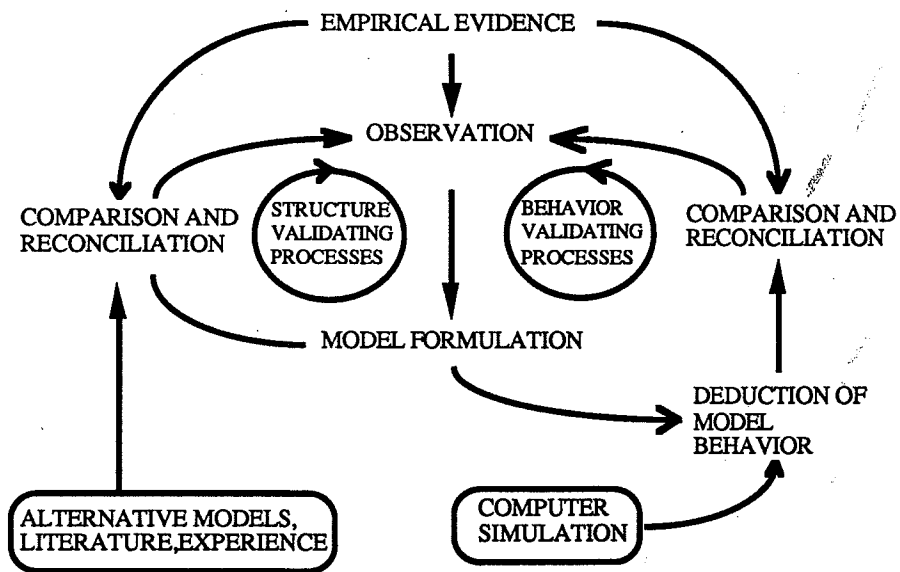 EMPIRICAL EVIDENCE
OBSERVATION
COMPARISON AND
RECONCILIATION
STRUCTURE
VALIDATING
PROCESSES
BEHAVIOR
VALIDATING
PROCESSES
COMPARISON AND
RECONCILIATION
MODEL FORMULATION
DEDUCTION OF
MODEL
BEHAVIOR
ALTERNATIVE MODELS,
LITERATURE,EXPERIENCE
COMPUTER
SIMULATION